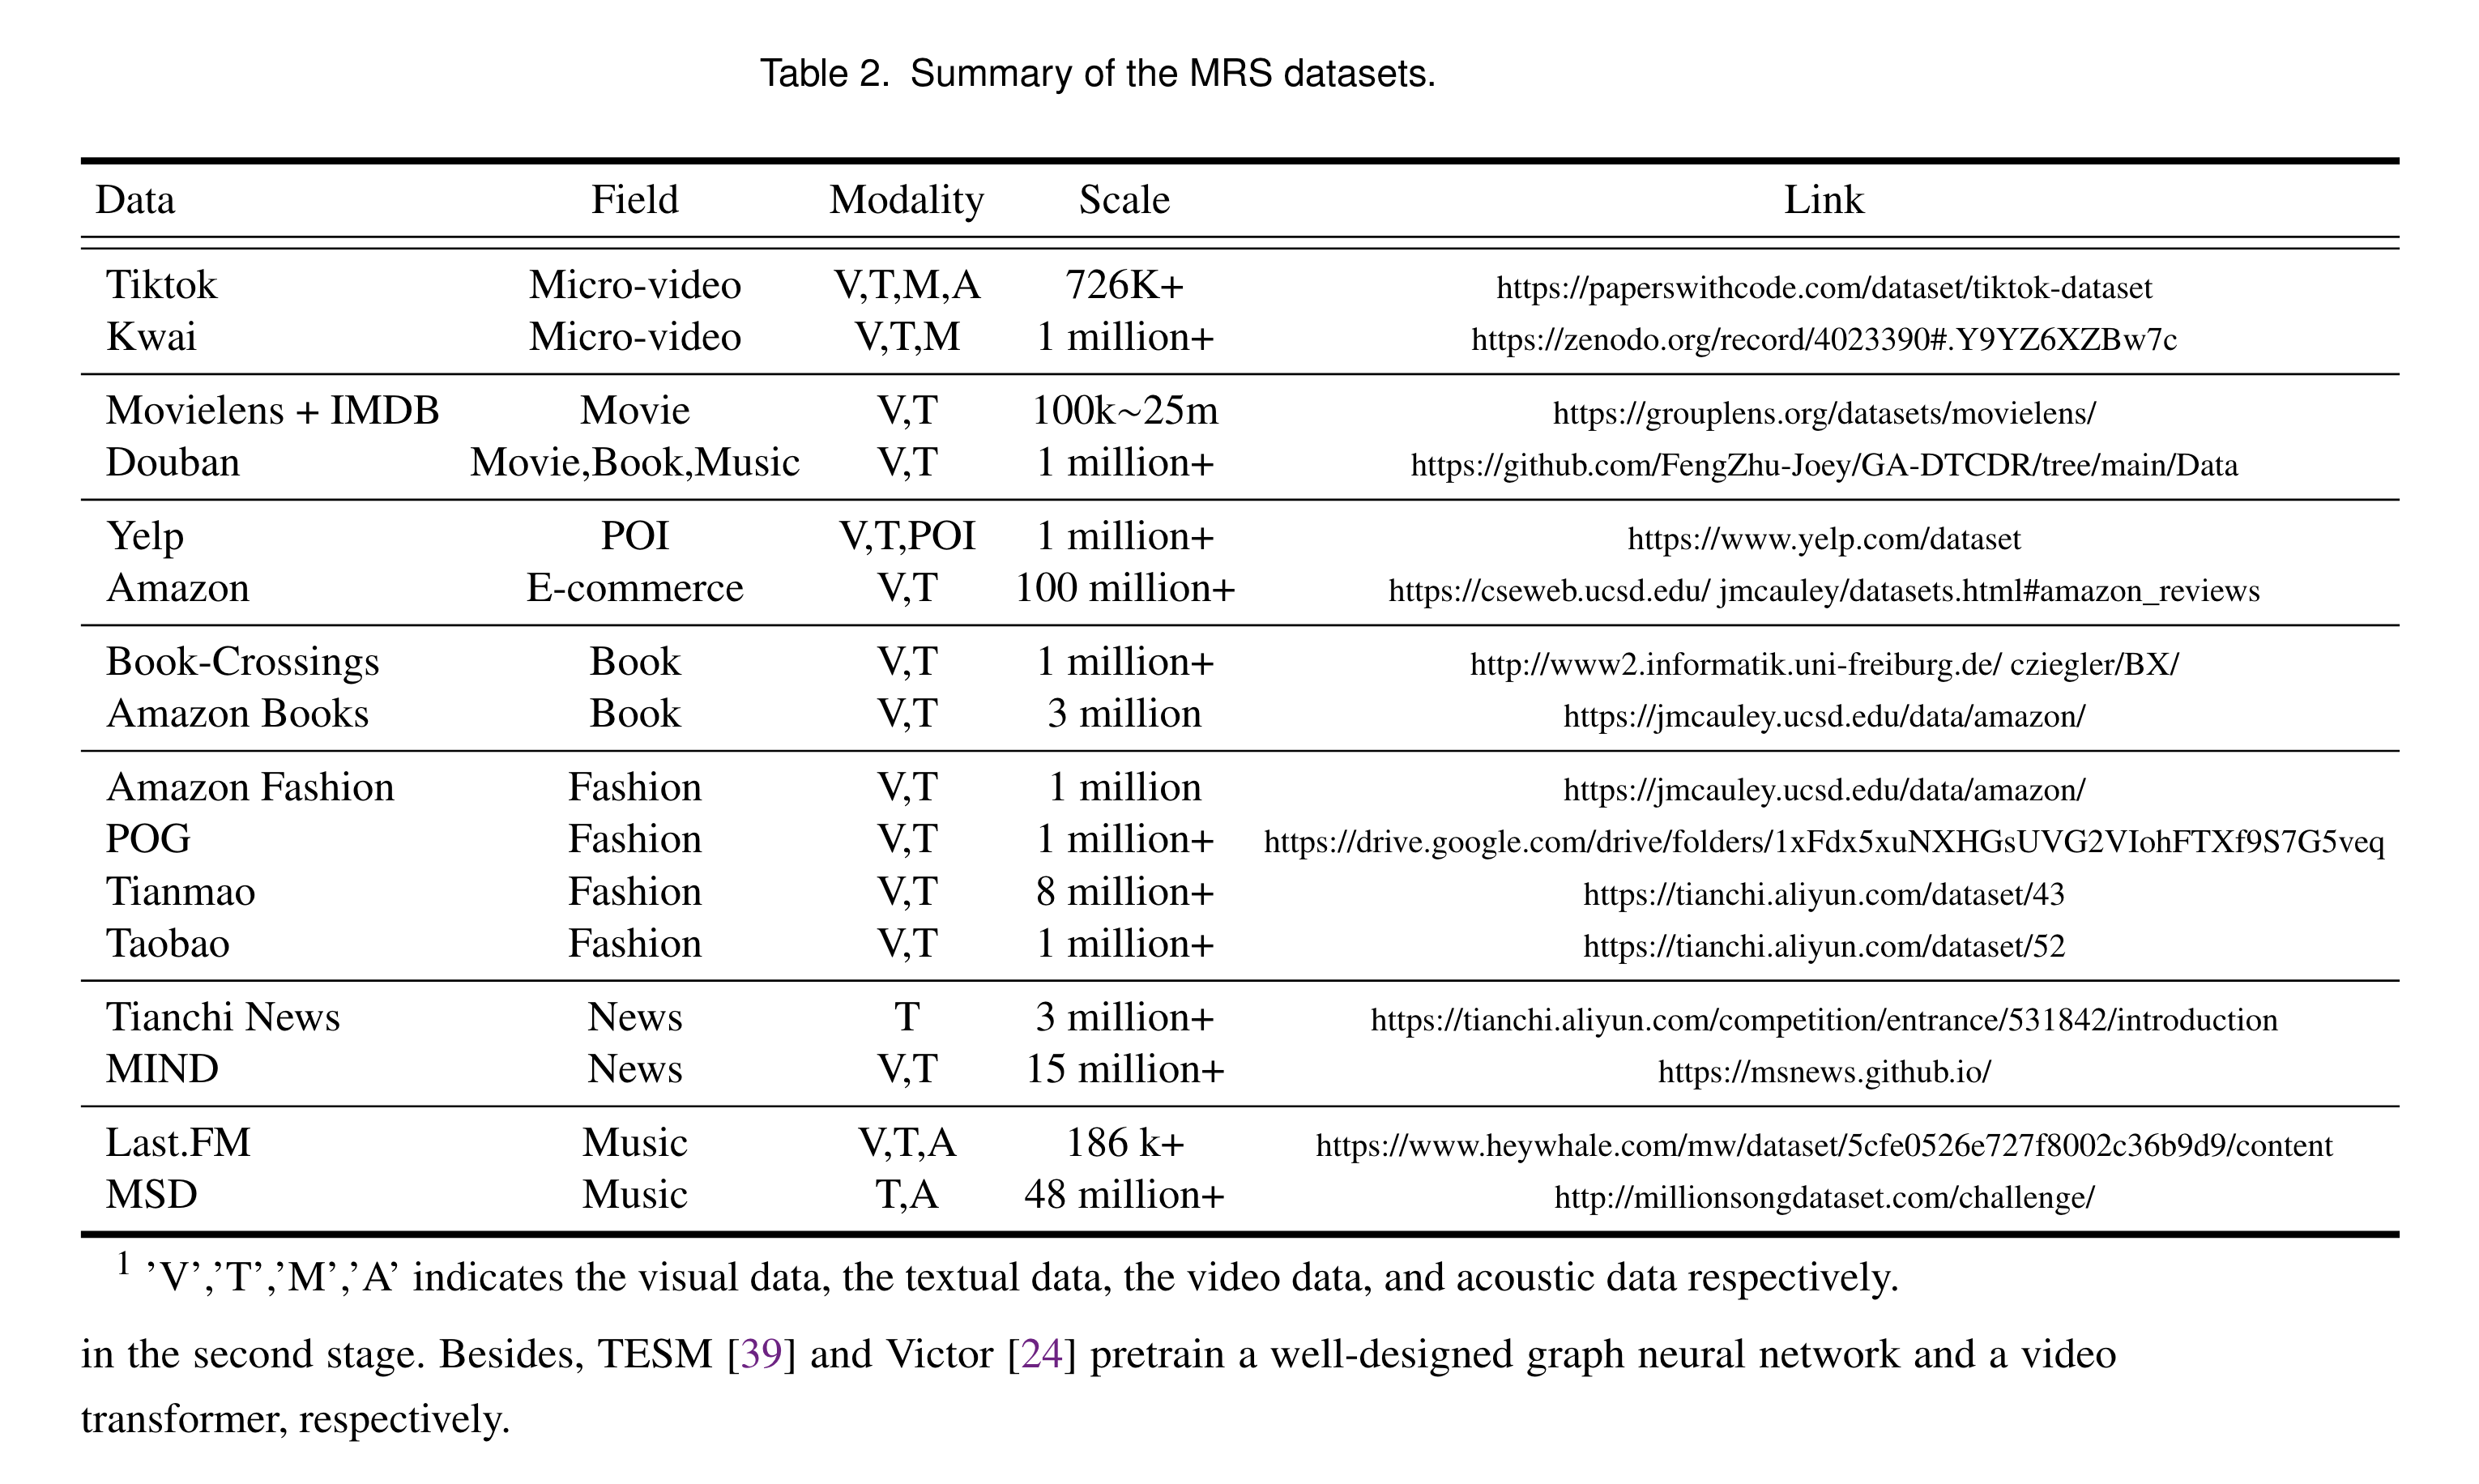 Table 2. Summary of the MRS datasets.
Data Field Modality Scale Link
Tiktok Micro-video V,T,M,A 726K+ https://paperswithcode.com/dataset/tiktok-dataset
Kwai Micro-video V,T,M 1 million+ https://zenodo.org/record/4023390#.Y9YZ6XZBw7c
Movielens + IMDB Movie V,T 100k~25m https://grouplens.org/datasets/movielens/
Douban Movie,Book,Music V,T 1 million+ https://github.com/FengZhu-Joey/GA-DTCDR/tree/main/Data
Yelp POI V,T,POI 1 million+ https://www.yelp.com/dataset
Amazon E-commerce V,T 100 million+ https://cseweb.ucsd.edu/ jmcauley/datasets.html#amazon_reviews
Book-Crossings Book V,T 1 million+ http://www2.informatik.uni-freiburg.de/ cziegler/BX/
Amazon Books Book V,T 3 million https://jmcauley.ucsd.edu/data/amazon/
Amazon Fashion Fashion V,T 1 million https://jmcauley.ucsd.edu/data/amazon/
POG Fashion V,T 1 million+ https://drive.google.com/drive/folders/1xFdx5xuNXHGsUVG2VIohFTXf9S7G5veq
Tianmao Fashion V,T 8 million+ https://tianchi.aliyun.com/dataset/43
Taobao Fashion V,T 1 million+ https://tianchi.aliyun.com/dataset/52
Tianchi News News T 3 million+ https://tianchi.aliyun.com/competition/entrance/531842/introduction
MIND News V,T 15 million+ https://msnews.github.io/
Last.FM Music V,T,A 186 k+ https://www.heywhale.com/mw/dataset/5cfe0526e727f8002c36b9d9/content
MSD Music T,A 48 million+ http://millionsongdataset.com/challenge/
1 ’V’,’T’,’M’,’A’ indicates the visual data, the textual data, the video data, and acoustic data respectively.
in the second stage. Besides, TESM [39] and Victor [24] pretrain a well-designed graph neural network and a video
transformer, respectively.